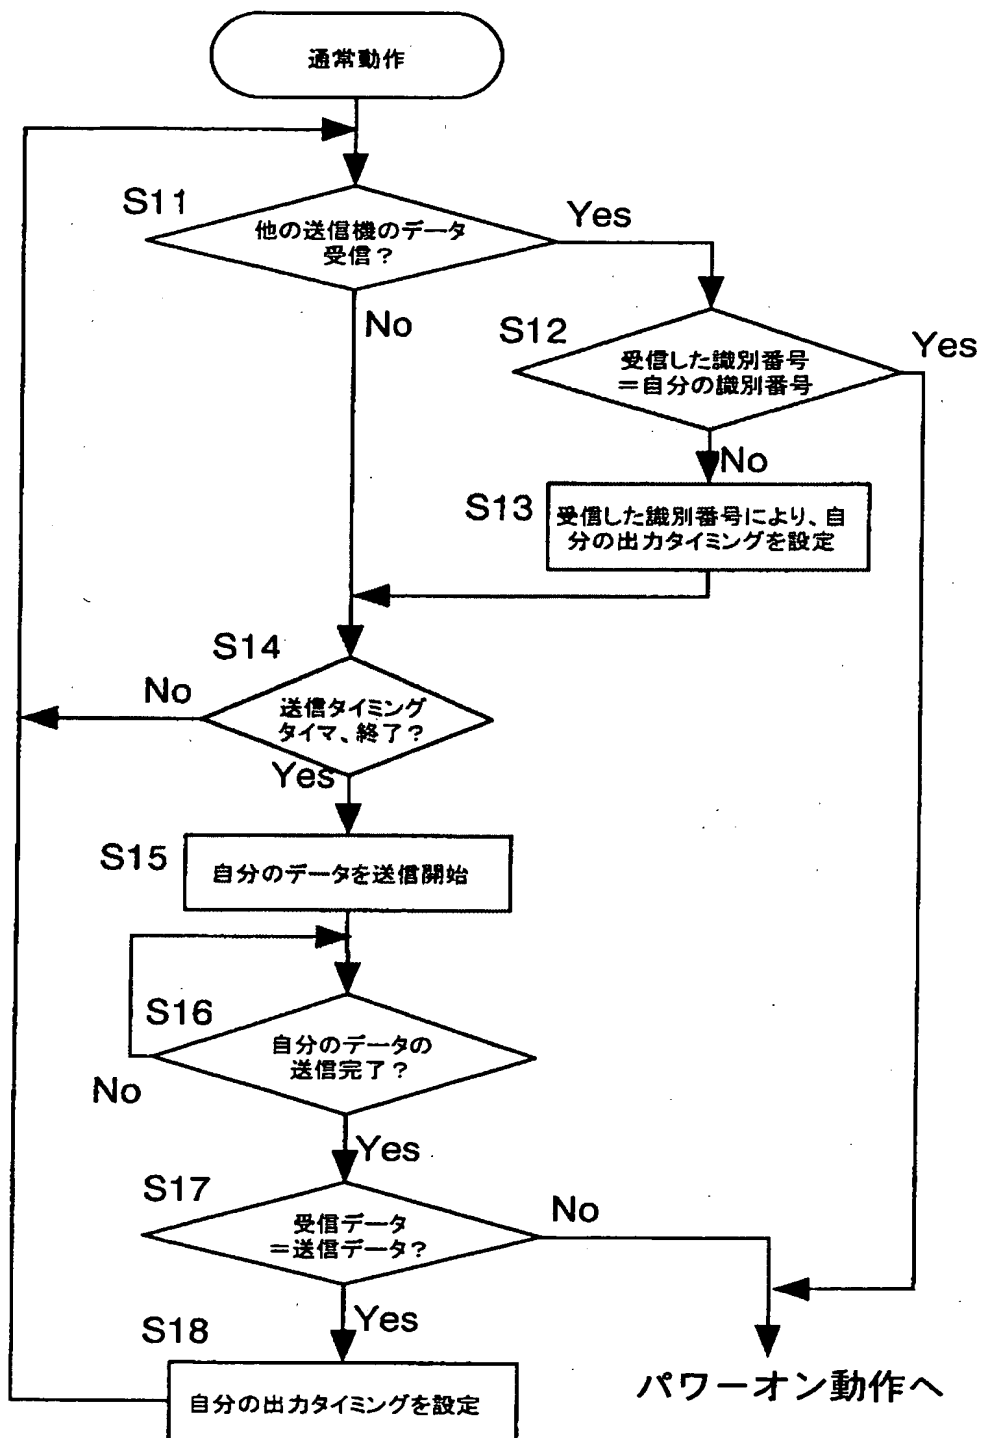 通常動作
S11
他の送信機のデータ
受信?
Yes
No
S12
受信した識別番号
=自分の識別番号
Yes
No
S13
受信した識別番号により、自
分の出力タイミングを設定
S14
No
送信タイミング
タイマ、終了?
Yes
S15
自分のデータを送信開始
S16
自分のデータの
送信完了?
No
Yes
S17
受信データ
=送信データ?
No
Yes
S18
自分の出力タイミングを設定
パワーオン動作へ